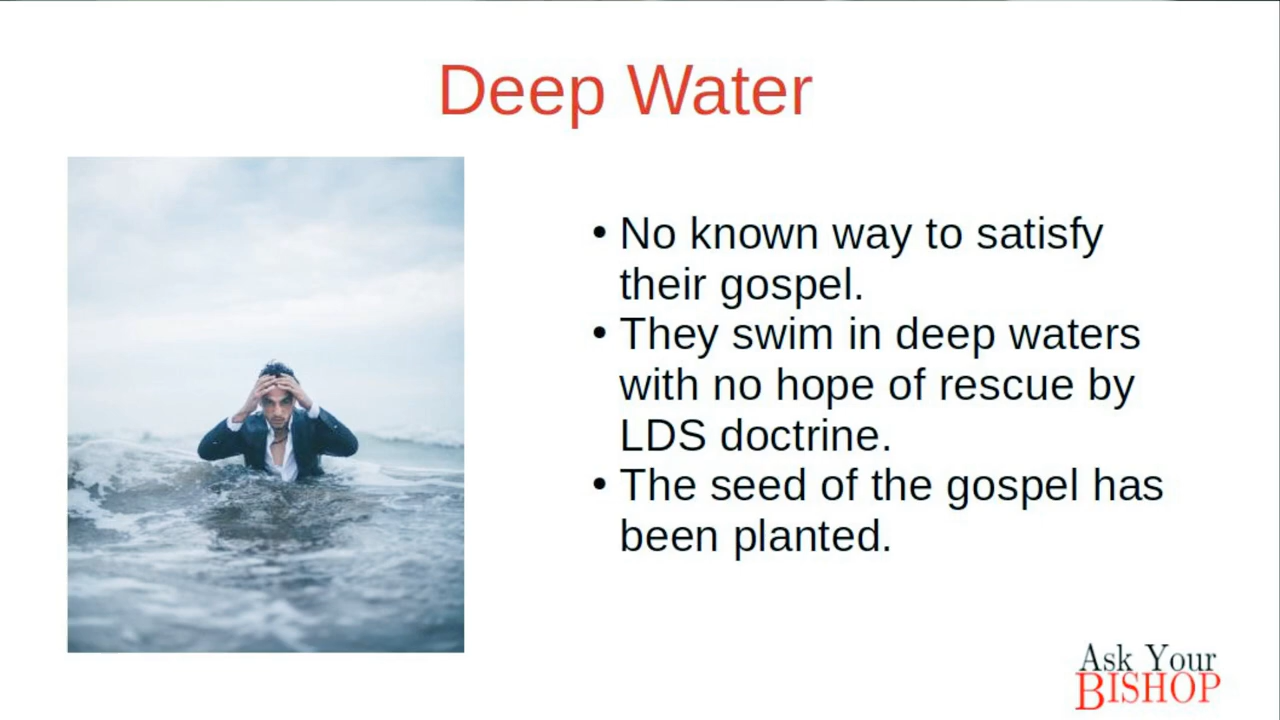 Deep Water
• No known way to satisfy
their gospel.
• They swim in deep waters
with no hope of rescue by
LDS doctrine.
• The seed of the gospel has
been planted.
Ask Your
BISHOP